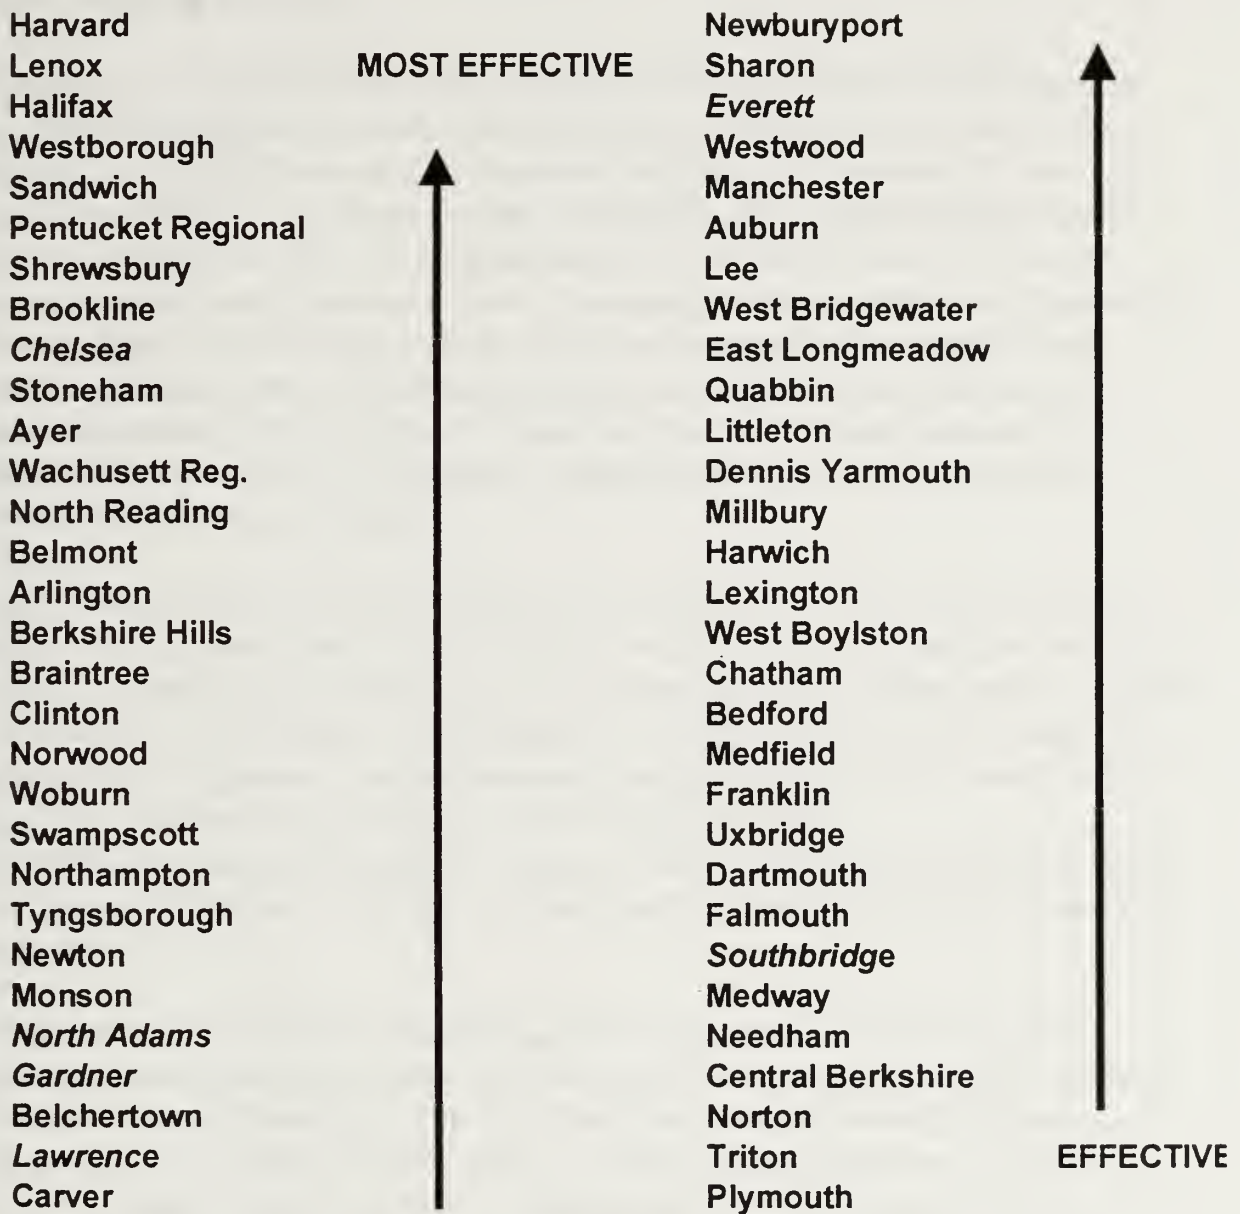 Harvard
Lenox
MOST EFFECTIVE
Halifax
Westborough
Sandwich
Pentucket Regional
Shrewsbury
Brookline
Chelsea
Stoneham
Ayer
Wachusett Reg.
North Reading
Belmont
Arlington
Berkshire Hills
Braintree
Clinton
Norwood
Woburn
Swampscott
Northampton
Tyngsborough
Newton
Monson
North Adams
Gardner
Belchertown
Lawrence
Carver
Newburyport
Sharon
Everett
Westwood
Manchester
Auburn
Lee
West Bridgewater
East Longmeadow
Quabbin
Littleton
Dennis Yarmouth
Millbury
Harwich
Lexington
West Boylston
Chatham
Bedford
Medfield
Franklin
Uxbridge
Dartmouth
Falmouth
Southbridge
Medway
Needham
Central Berkshire
Norton
Triton
EFFECTIVE
Plymouth